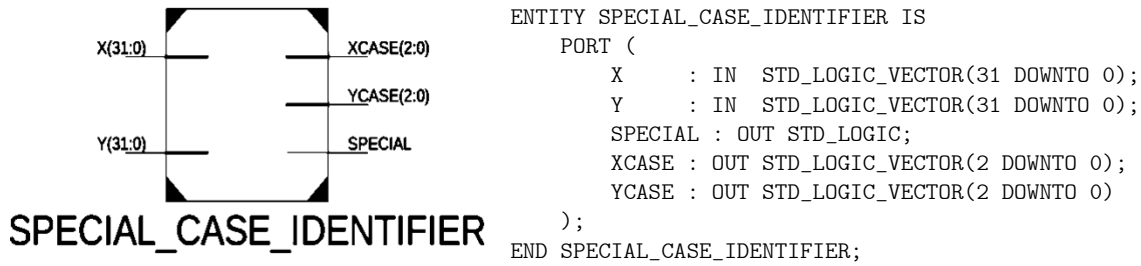 X(31:0)
XCASE(2:0)
YCASE(2:0)
Y(31:0)
SPECIAL
SPECIAL_CASE_IDENTIFIER
ENTITY SPECIAL_CASE_IDENTIFIER IS
    PORT (
        X       : IN  STD_LOGIC_VECTOR(31 DOWNTO 0);
        Y       : IN  STD_LOGIC_VECTOR(31 DOWNTO 0);
        SPECIAL : OUT STD_LOGIC;
        XCASE : OUT STD_LOGIC_VECTOR(2 DOWNTO 0);
        YCASE : OUT STD_LOGIC_VECTOR(2 DOWNTO 0)
    );
END SPECIAL_CASE_IDENTIFIER;